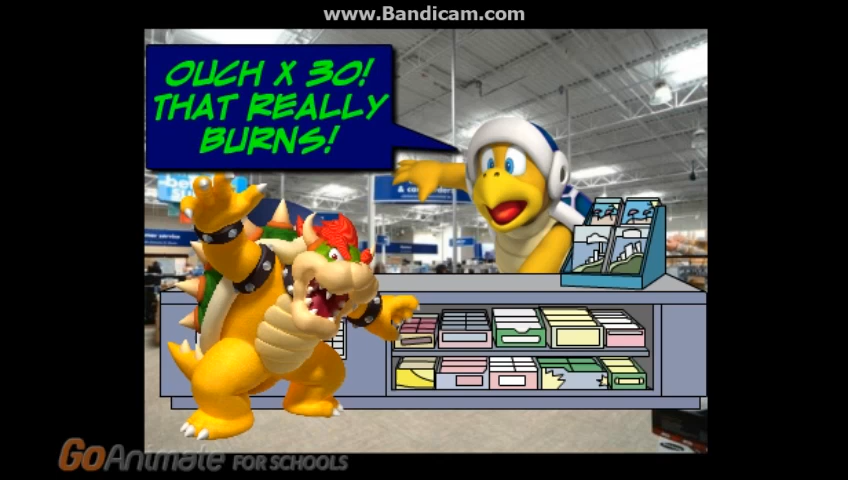 www.Bandicam.com
OUCH X 30!
THAT REALLY
BURNS!
& 
GoAnimate FOR SCHOOLS